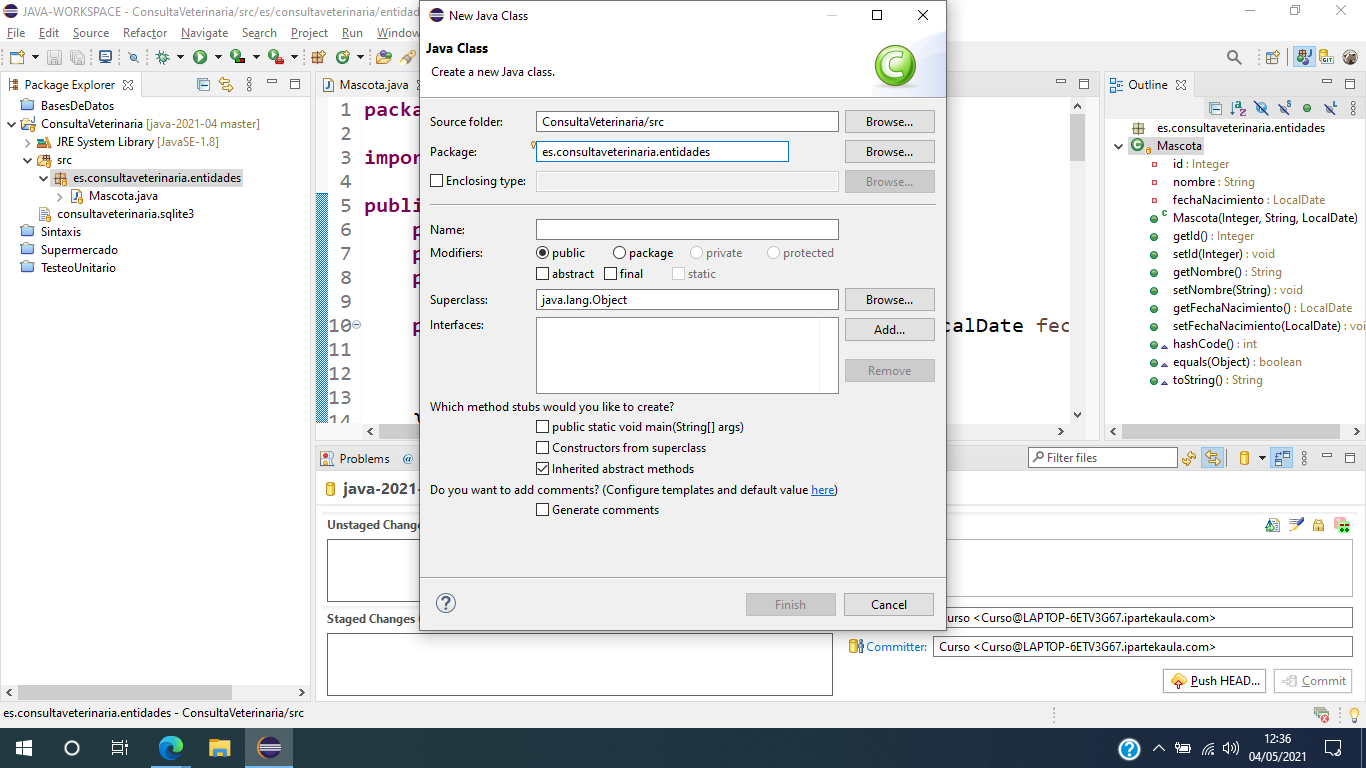 JAVA-WORKSPACE - ConsultaVeterinaria/src/es/consultaveterinaria/entidades
New Java Class
File Edit Source Refactor Navigate Search Project Run Window
Java Class
Create a new Java class.
Package Explorer
BasesDeDatos
ConsultaVeterinaria [java-2021-04 master]
JRE System Library [JavaSE-1.8]
src
es.consultaveterinaria.entidades
Mascota.java
consultaveterinaria.sqlite3
Sintaxis
Supermercado
TesteoUnitario
Mascota.java
1 packa
2
3 impor
4
5 publi
6 p
7 p
8 p
9
10 p calDate fec
11
12
13
14 }
Source folder: ConsultaVeterinaria/src Browse...
Package: es.consultaveterinaria.entidades Browse...
Enclosing type: Browse...
Name:
Modifiers: public package private protected
abstract final static
Superclass: java.lang.Object Browse...
Interfaces: Add...
Remove
Which method stubs would you like to create?
public static void main(String[] args)
Constructors from superclass
Inherited abstract methods
Do you want to add comments? (Configure templates and default value here)
Generate comments
Finish Cancel
Outline
es.consultaveterinaria.entidades
Mascota
id : Integer
nombre : String
fechaNacimiento : LocalDate
Mascota(Integer, String, LocalDate)
getId() : Integer
setId(Integer) : void
getNombre() : String
setNombre(String) : void
getFechaNacimiento() : LocalDate
setFechaNacimiento(LocalDate) : voi
hashCode() : int
equals(Object) : boolean
toString() : String
Problems @ Filter files
java-2021-
Unstaged Change
Staged Changes (
urso <Curso@LAPTOP-6ETV3G67.ipartekaula.com>
Committer: Curso <Curso@LAPTOP-6ETV3G67.ipartekaula.com>
Push HEAD... Commit
es.consultaveterinaria.entidades - ConsultaVeterinaria/src
12:36
04/05/2021